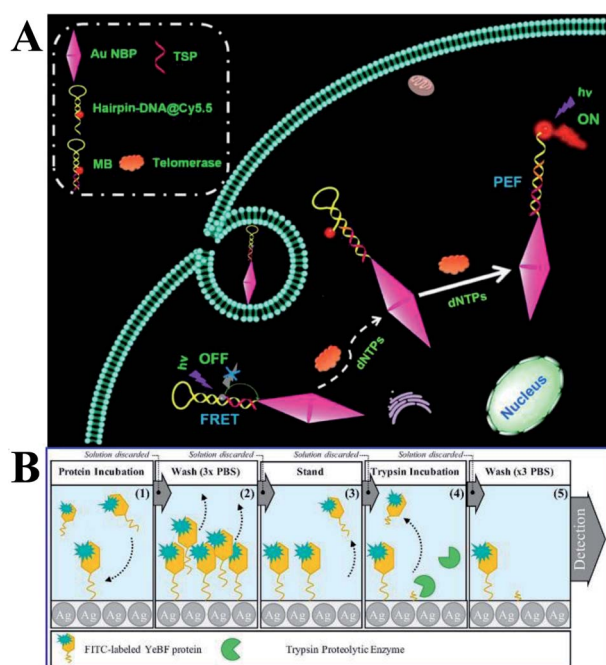 A
Au NBP
TSP
Hairpin-DNA@Cy5.5
MB
Telomerase
hv
ON
PEF
dNTPs
hv
OFF
dNTPs
FRET
Nucleus
B
Solution discarded
Solution discarded
Solution discarded
Solution discarded
Protein Incubation
Wash (3x PBS)
Stand
Trypsin Incubation
Wash (x3 PBS)
(1)
(2)
(3)
(4)
(5)
Detection
Ag Ag Ag Ag Ag Ag Ag Ag Ag Ag Ag Ag Ag Ag Ag Ag Ag Ag Ag Ag
FITC-labeled YeBF protein
Trypsin Proteolytic Enzyme